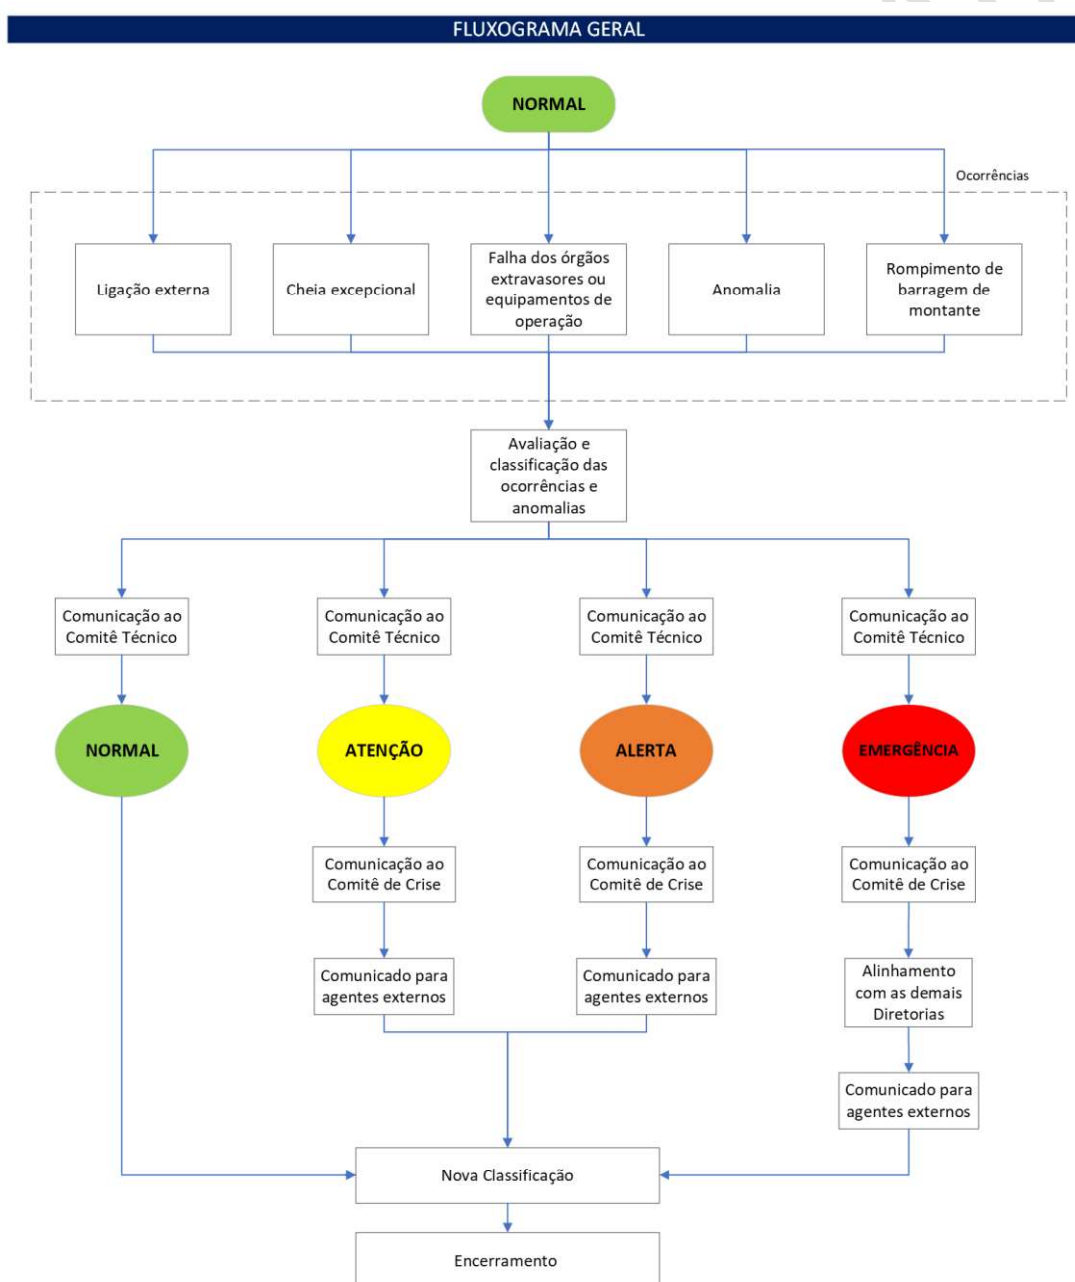 FLUXOGRAMA GERAL
NORMAL
Ocorrências
Ligação externa
Cheia excepcional
Falha dos órgãos
extravasores ou
equipamentos de
operação
Anomalia
Rompimento de
barragem de
montante
Avaliação e
classificação das
ocorrências e
anomalias
Comunicação ao
Comitê Técnico
Comunicação ao
Comitê Técnico
Comunicação ao
Comitê Técnico
Comunicação ao
Comitê Técnico
NORMAL
ATENÇÃO
ALERTA
EMERGÊNCIA
Comunicação ao
Comitê de Crise
Comunicação ao
Comitê de Crise
Comunicação ao
Comitê de Crise
Comunicado para
agentes externos
Comunicado para
agentes externos
Alinhamento
com as demais
Diretorias
Comunicado para
agentes externos
Nova Classificação
Encerramento